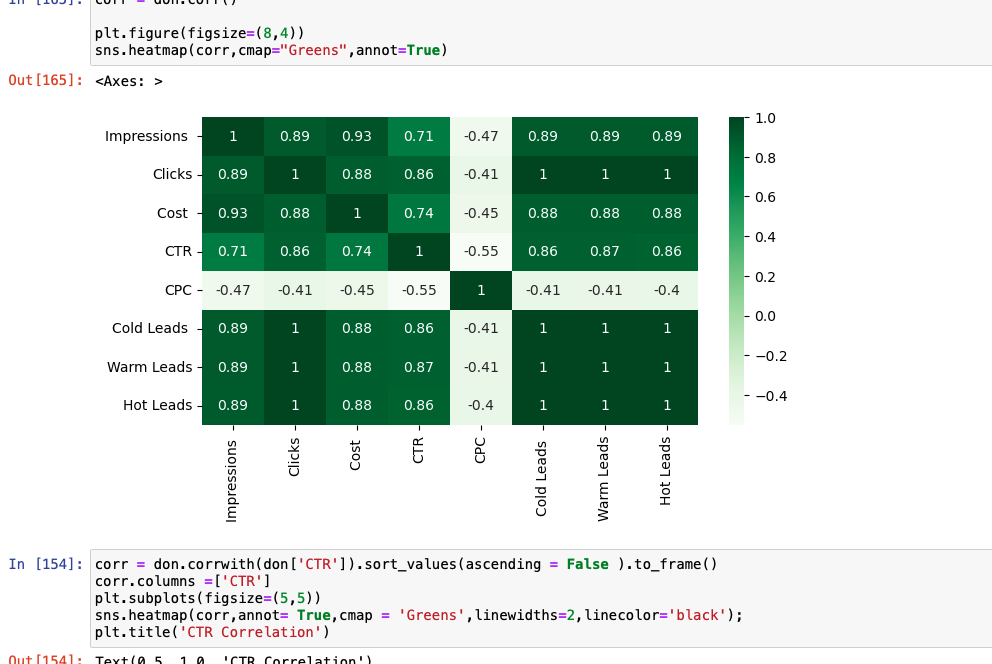 In [165]: corr = don.corr()
plt.figure(figsize=(8,4))
sns.heatmap(corr,cmap="Greens",annot=True)
Out[165]: <Axes: >
Impressions 1 0.89 0.93 0.71 -0.47 0.89 0.89 0.89
Clicks 0.89 1 0.88 0.86 -0.41 1 1 1
Cost 0.93 0.88 1 0.74 -0.45 0.88 0.88 0.88
CTR 0.71 0.86 0.74 1 -0.55 0.86 0.87 0.86
CPC -0.47 -0.41 -0.45 -0.55 1 -0.41 -0.41 -0.4
Cold Leads 0.89 1 0.88 0.86 -0.41 1 1 1
Warm Leads 0.89 1 0.88 0.87 -0.41 1 1 1
Hot Leads 0.89 1 0.88 0.86 -0.4 1 1 1
Impressions Clicks Cost CTR CPC Cold Leads Warm Leads Hot Leads
1.0
0.8
0.6
0.4
0.2
0.0
−0.2
−0.4
In [154]: corr = don.corrwith(don['CTR']).sort_values(ascending = False ).to_frame()
corr.columns =['CTR']
plt.subplots(figsize=(5,5))
sns.heatmap(corr,annot= True,cmap = 'Greens',linewidths=2,linecolor='black');
plt.title('CTR Correlation')
Out[154]: Text(0.5, 1.0, 'CTR Correlation')